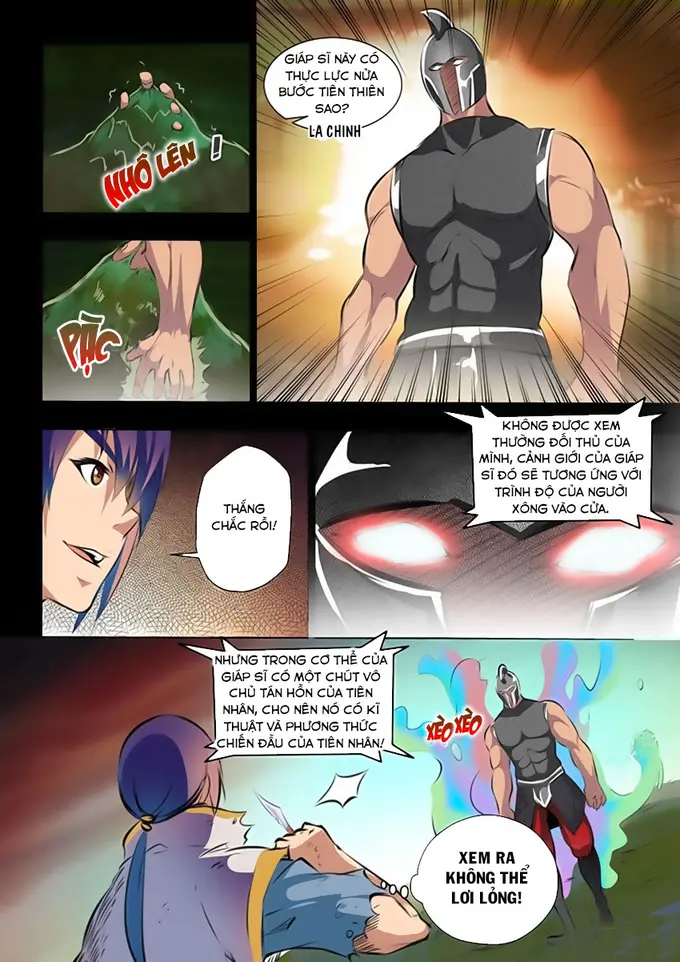 NHÔ LÊN
!
GIÁP SĨ NÀY CÓ
THỰC LỰC NỬA
BƯỚC TIÊN THIÊN
SAO?
LA CHINH
PẶC
KHÔNG ĐƯỢC XEM
THƯỜNG ĐỐI THỦ CỦA
MÌNH, CẢNH GIỚI CỦA GIÁP
SĨ ĐÓ SẼ TƯƠNG ỨNG VỚI
TRÌNH ĐỘ CỦA NGƯỜI
XÔNG VÀO CỬA.
THẮNG
CHẮC RỒI!
NHƯNG TRONG CƠ THỂ CỦA
GIÁP SĨ CÓ MỘT CHÚT VÔ
CHỦ TÁN HỒN CỦA TIÊN
NHÂN, CHO NÊN NÓ CÓ KĨ
THUẬT VÀ PHƯƠNG THỨC
CHIẾN ĐẤU CỦA TIÊN NHÂN!
XÈO XÈO
XEM RA
KHÔNG THỂ
LƠI LỎNG!